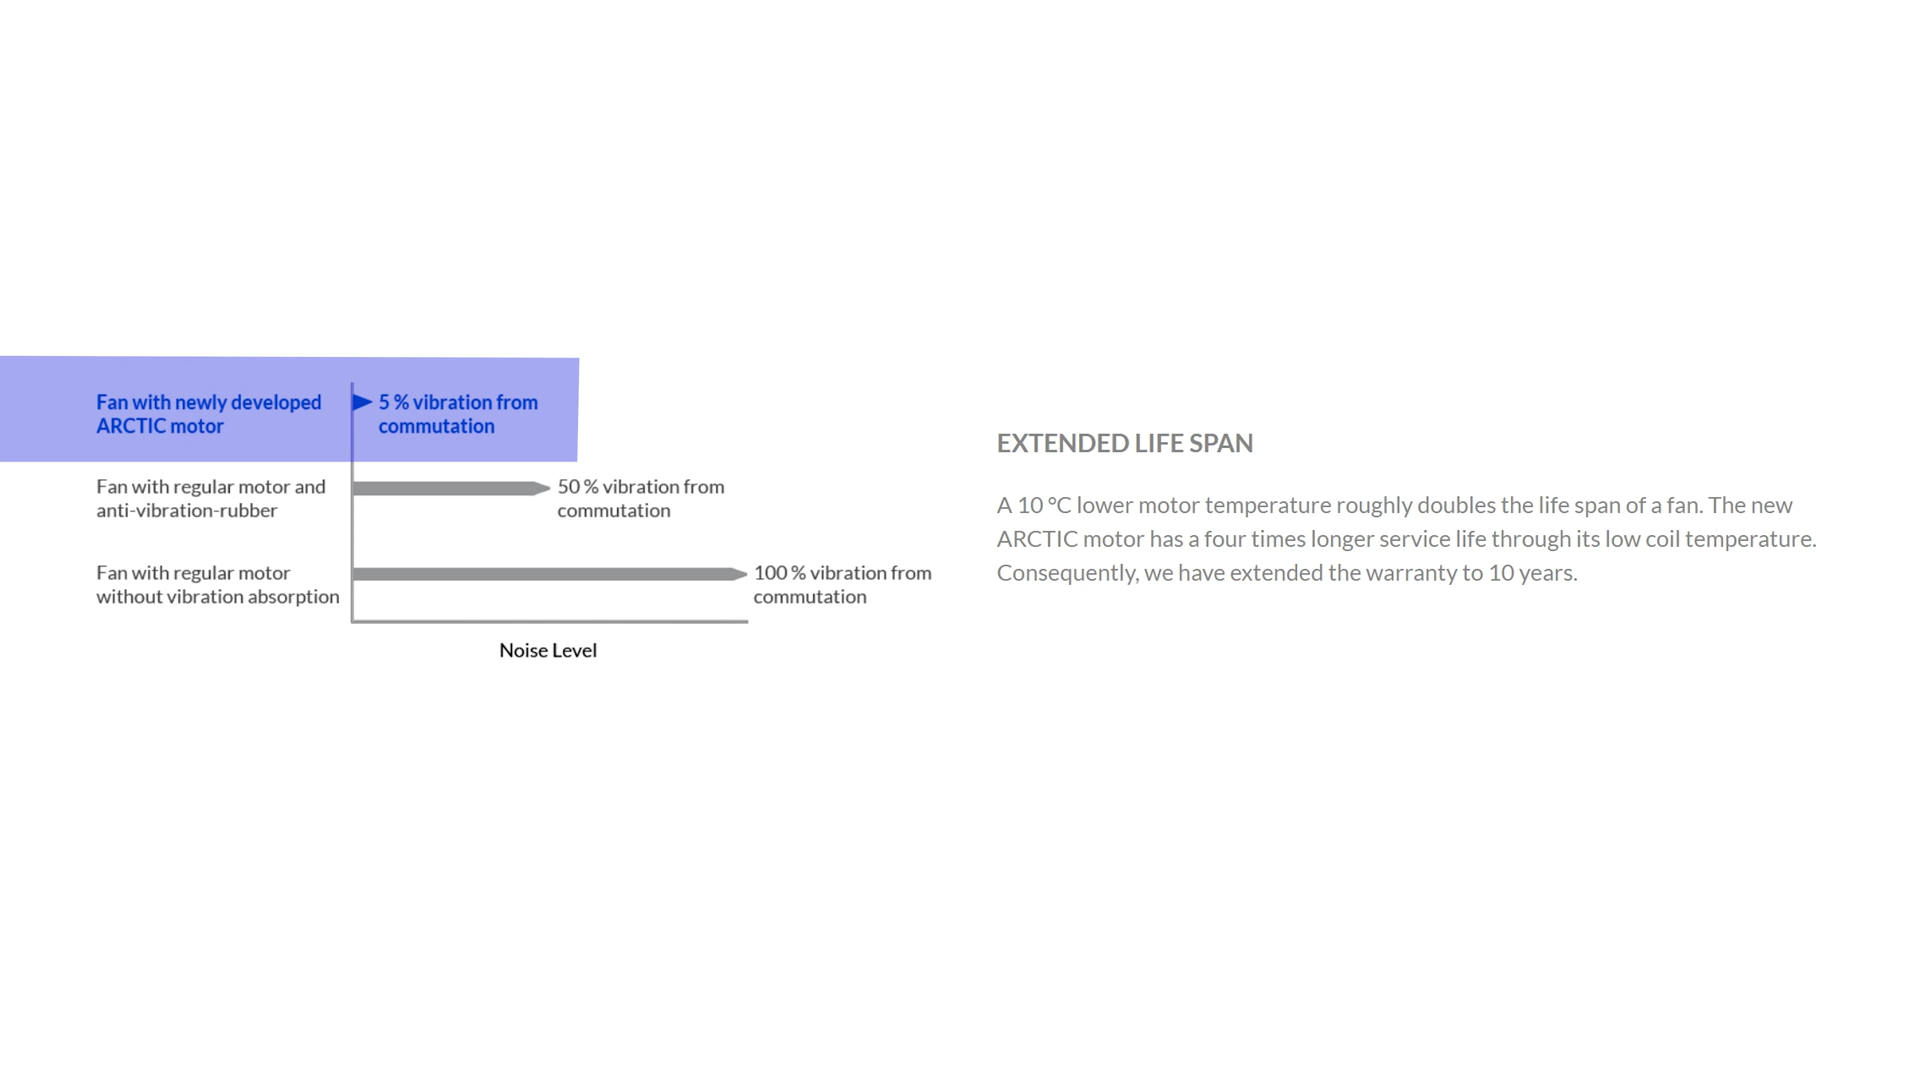 Fan with newly developed
ARCTIC motor
5 % vibration from
commutation
Fan with regular motor and
anti-vibration-rubber
50 % vibration from
commutation
Fan with regular motor
without vibration absorption
100 % vibration from
commutation
Noise Level
EXTENDED LIFE SPAN
A 10 °C lower motor temperature roughly doubles the life span of a fan. The new
ARCTIC motor has a four times longer service life through its low coil temperature.
Consequently, we have extended the warranty to 10 years.